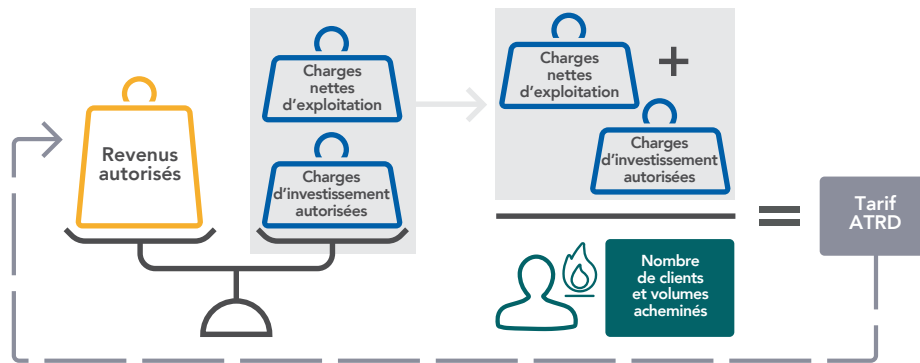 Revenus
autorisés
Charges
nettes
d'exploitation
Charges
d'investissement
autorisées
Charges
nettes
d'exploitation
+
Charges
d'investissement
autorisées
=
Nombre
de clients
et volumes
acheminés
Tarif
ATRD